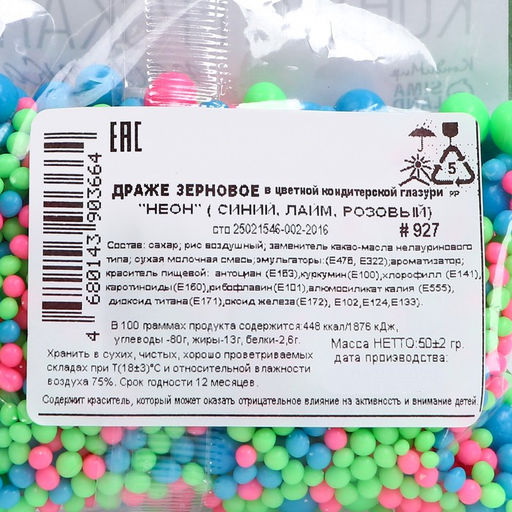 КондиМир
SIMA
LAND
EAC
ДРАЖЕ ЗЕРНОВОЕ в цветной кондитерской глазури
"НЕОН" ( СИНИЙ, ЛАЙМ, РОЗОВЫЙ)
сто 25021546-002-2016
# 927
5
PP
4 680143 903664
Состав: сахар; рис воздушный; заменитель какао-масла нелауринового
типа; сухая молочная смесь;эмульгаторы:(Е476, Е322);ароматизатор;
краситель пищевой: антоциан (Е163),куркумин(Е100),хлорофилл (Е141),
каротиноиды(Е160),рибофлавин(Е101),алюмосиликат калия (Е555),
диоксид титана(Е171),оксид железа(Е172), Е102,Е124,Е133).
В 100 граммах продукта содержится:448 ккал/1876 кДж,
углеводы -80г, жиры-13г, белки-2,6г.
Масса НЕТТО:50±2 гр.
дата производства:
Хранить в сухих, чистых, хорошо проветриваемых
складах при Т(18±3)°С и относительной влажности
воздуха 75%. Срок годности 12 месяцев.
Содержит краситель, который может оказать отрицательное влияние на активность и внимание детей